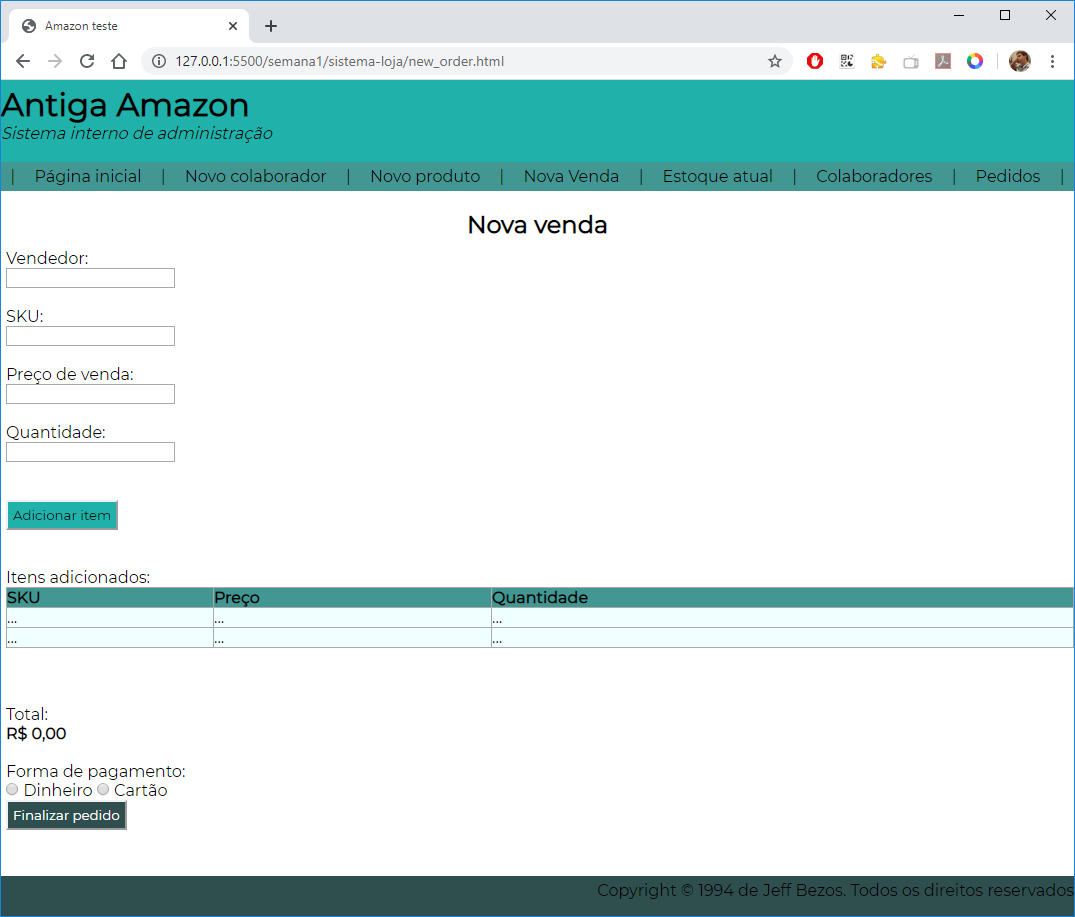 Amazon teste
127.0.0.1:5500/semana1/sistema-loja/new_order.html
Antiga Amazon
Sistema interno de administração
| Página inicial | Novo colaborador | Novo produto | Nova Venda | Estoque atual | Colaboradores | Pedidos |
Nova venda
Vendedor:
SKU:
Preço de venda:
Quantidade:
Adicionar item
Itens adicionados:
SKU Preço Quantidade
... ... ...
... ... ...
Total:
R$ 0,00
Forma de pagamento:
Dinheiro Cartão
Finalizar pedido
Copyright © 1994 de Jeff Bezos. Todos os direitos reservados